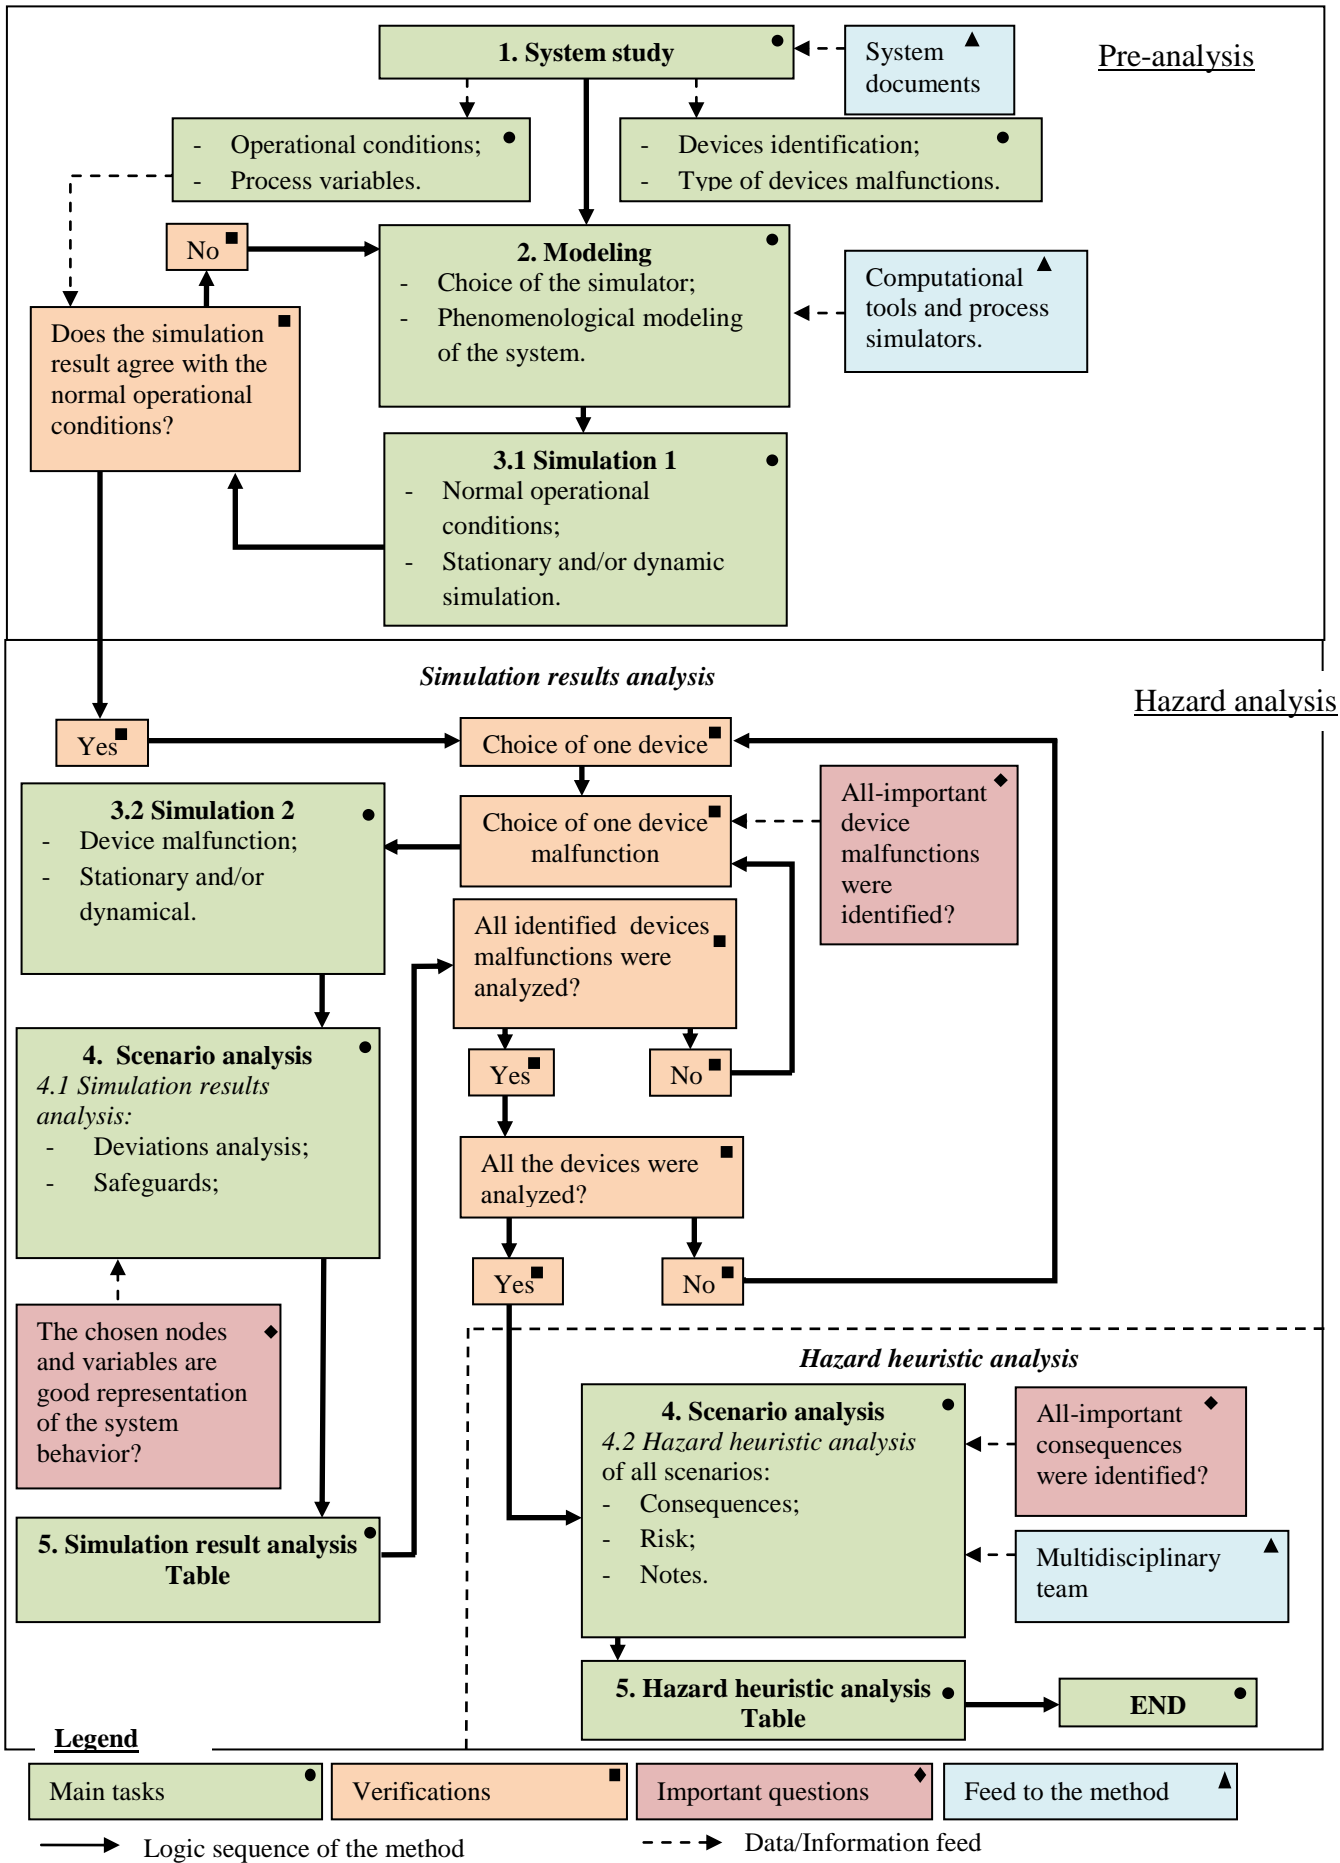 1. System study
System
documents
Pre-analysis
- Operational conditions;
- Process variables.
- Devices identification;
- Type of devices malfunctions.
No
2. Modeling
- Choice of the simulator;
- Phenomenological modeling
of the system.
Computational
tools and process
simulators.
Does the simulation
result agree with the
normal operational
conditions?
3.1 Simulation 1
- Normal operational
conditions;
- Stationary and/or dynamic
simulation.
Simulation results analysis
Hazard analysis
Yes
Choice of one device
3.2 Simulation 2
- Device malfunction;
- Stationary and/or
dynamical.
Choice of one device
malfunction
All-important
device
malfunctions
were
identified?
All identified devices
malfunctions were
analyzed?
Yes
No
4. Scenario analysis
4.1 Simulation results
analysis:
- Deviations analysis;
- Safeguards;
All the devices were
analyzed?
Yes
No
The chosen nodes
and variables are
good representation
of the system
behavior?
Hazard heuristic analysis
4. Scenario analysis
4.2 Hazard heuristic analysis
of all scenarios:
- Consequences;
- Risk;
- Notes.
All-important
consequences
were identified?
Multidisciplinary
team
5. Simulation result analysis
Table
5. Hazard heuristic analysis
Table
END
Legend
Main tasks
Verifications
Important questions
Feed to the method
Logic sequence of the method
Data/Information feed